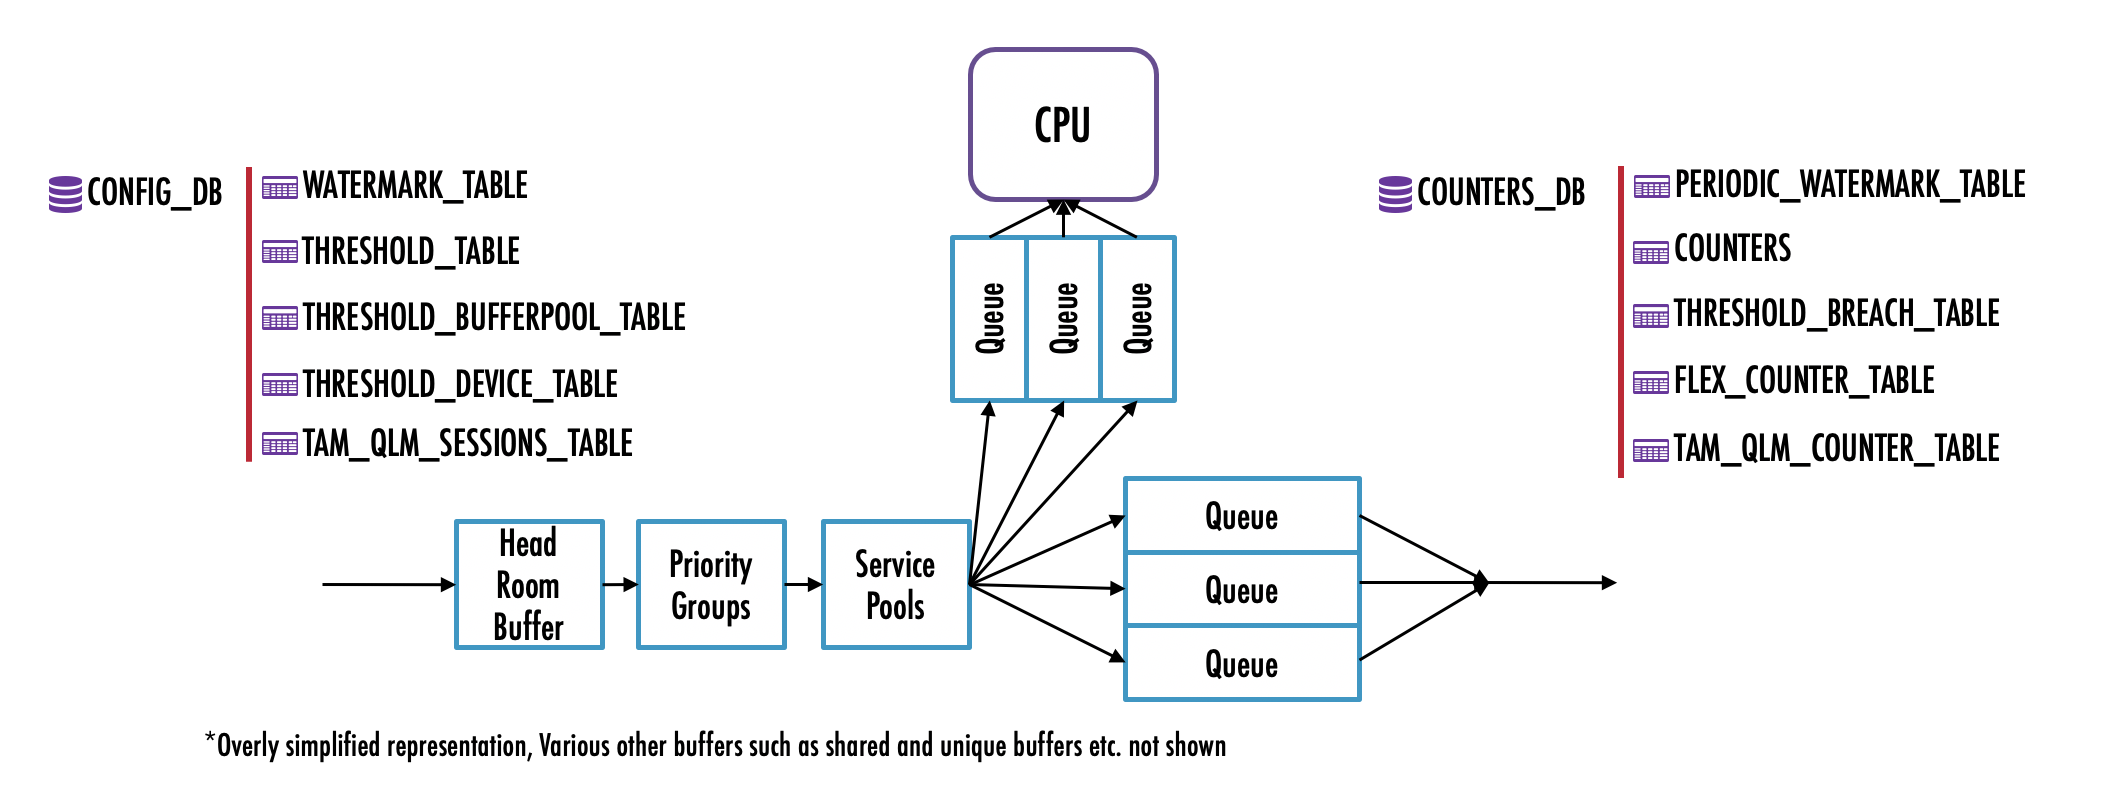 CPU
CONFIG_DB
WATERMARK_TABLE
THRESHOLD_TABLE
THRESHOLD_BUFFERPOOL_TABLE
THRESHOLD_DEVICE_TABLE
TAM_QLM_SESSIONS_TABLE
COUNTERS_DB
PERIODIC_WATERMARK_TABLE
COUNTERS
THRESHOLD_BREACH_TABLE
FLEX_COUNTER_TABLE
TAM_QLM_COUNTER_TABLE
Queue
Queue
Queue
Head
Room
Buffer
Priority
Groups
Service
Pools
Queue
Queue
Queue
*Overly simplified representation, Various other buffers such as shared and unique buffers etc. not shown